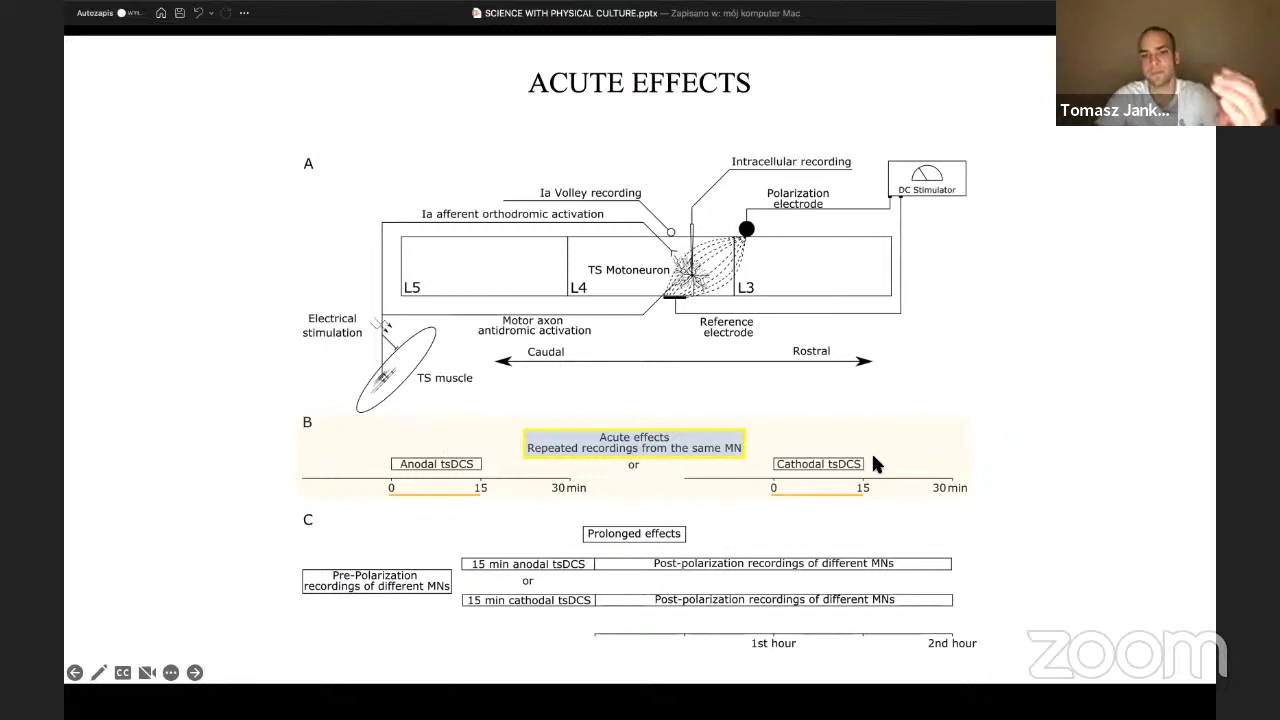 Autozapis
SCIENCE WITH PHYSICAL CULTURE.pptx — Zapisano w: mój komputer Mac
Tomasz Jank...
ACUTE EFFECTS
A
Intracellular recording
DC Stimulator
Ia Volley recording
Polarization
electrode
Ia afferent orthodromic activation
TS Motoneuron
L5
L4
L3
Electrical
stimulation
Motor axon
antidromic activation
Reference
electrode
Caudal
Rostral
TS muscle
B
Acute effects
Repeated recordings from the same MN
Anodal tsDCS
or
Cathodal tsDCS
0 15 30 min
0 15 30 min
C
Prolonged effects
Pre-Polarization
recordings of different MNs
15 min anodal tsDCS
Post-polarization recordings of different MNs
or
15 min cathodal tsDCS
Post-polarization recordings of different MNs
1st hour
2nd hour
CC
zoom